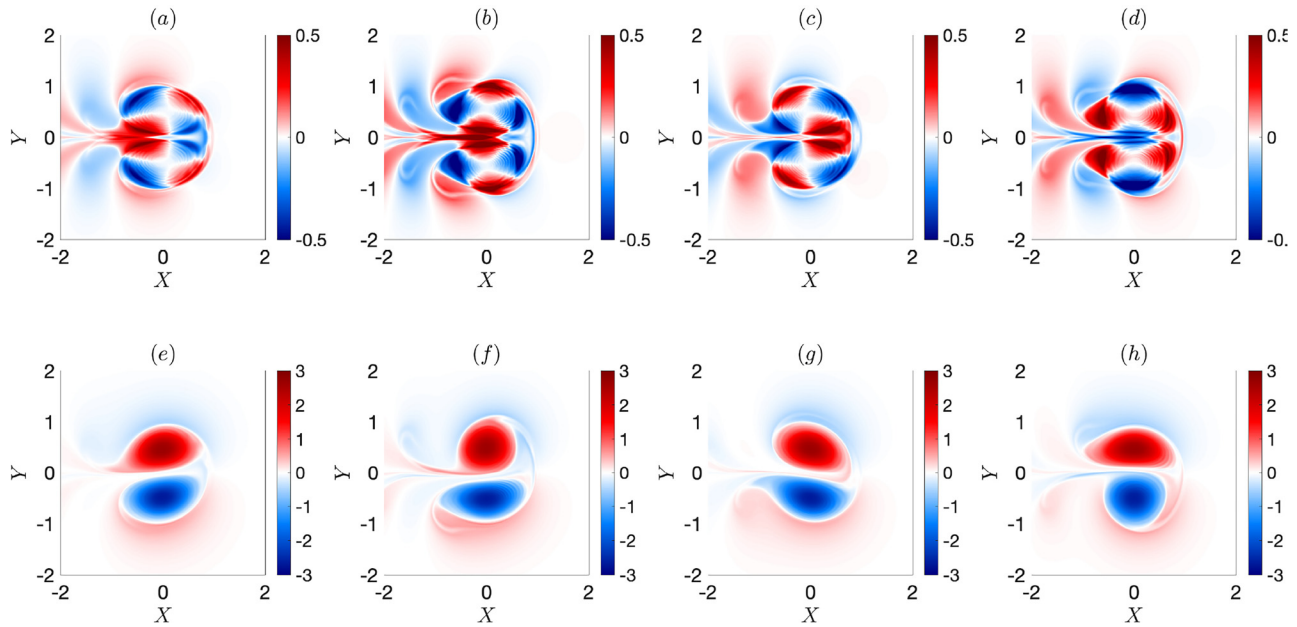 (a) (b) (c) (d)
2 0.5 2 0.5 2 0.5 2 0.5
1 1 1 1
Y 0 0 Y 0 0 Y 0 0 Y 0 0
-1 -1 -1 -1
-2 -0.5 -2 -0.5 -2 -0.5 -2 -0.
-2 0 2 -2 0 2 -2 0 2 -2 0 2
X X X X
(e) (f) (g) (h)
2 3 2 3 2 3 2 3
2 2 2 2
1 1 1 1 1 1 1 1
Y 0 0 Y 0 0 Y 0 0 Y 0 0
-1 -1 -1 -1 -1 -1 -1 -1
-2 -2 -2 -2
-2 -3 -2 -3 -2 -3 -2 -3
-2 0 2 -2 0 2 -2 0 2 -2 0 2
X X X X